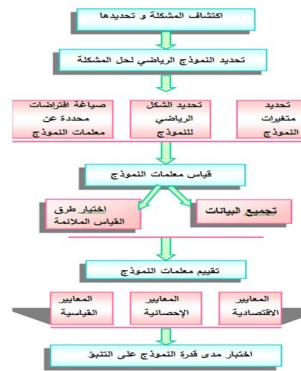 اكتشاف المشكلة و تحديدها
تحديد النموذج الرياضي لحل المشكلة
تحديد
متغيرات
النموذج
تحديد الشكل
الرياضي
للنموذج
صياغة افتراضات
محددة عن
معلمات النموذج
قياس معلمات النموذج
تجميع البيانات
إختيار طرق
القياس الملائمة
تقييم معلمات النموذج
المعايير
الاقتصادية
المعايير
الإحصائية
المعايير
القياسية
اختبار مدى قدرة النموذج على التنبؤ